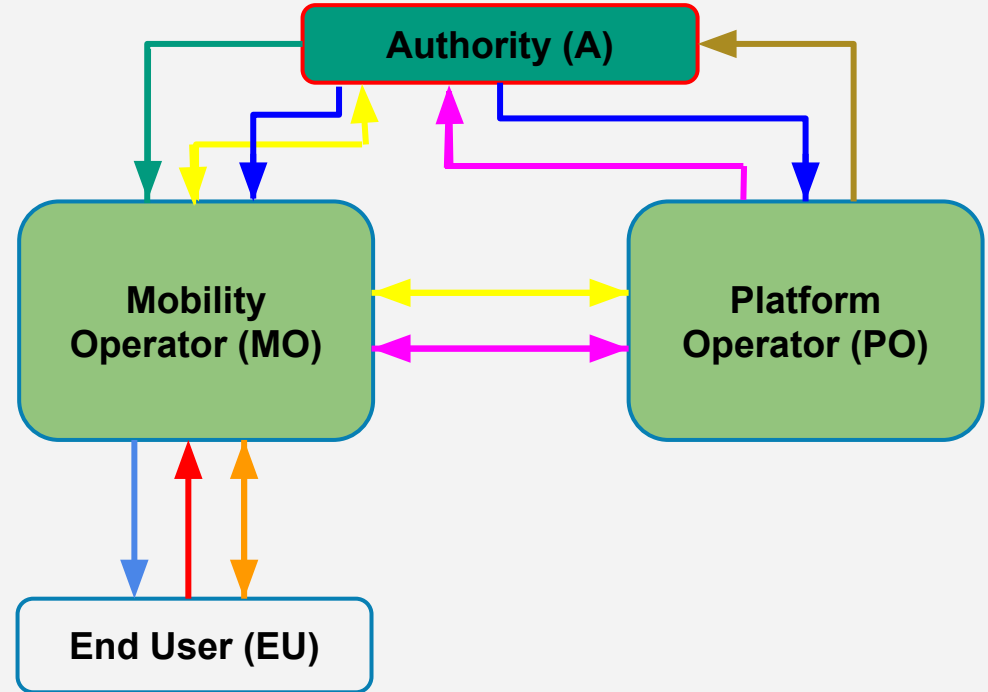 Authority (A)
Mobility
Operator (MO)
Platform
Operator (PO)
End User (EU)